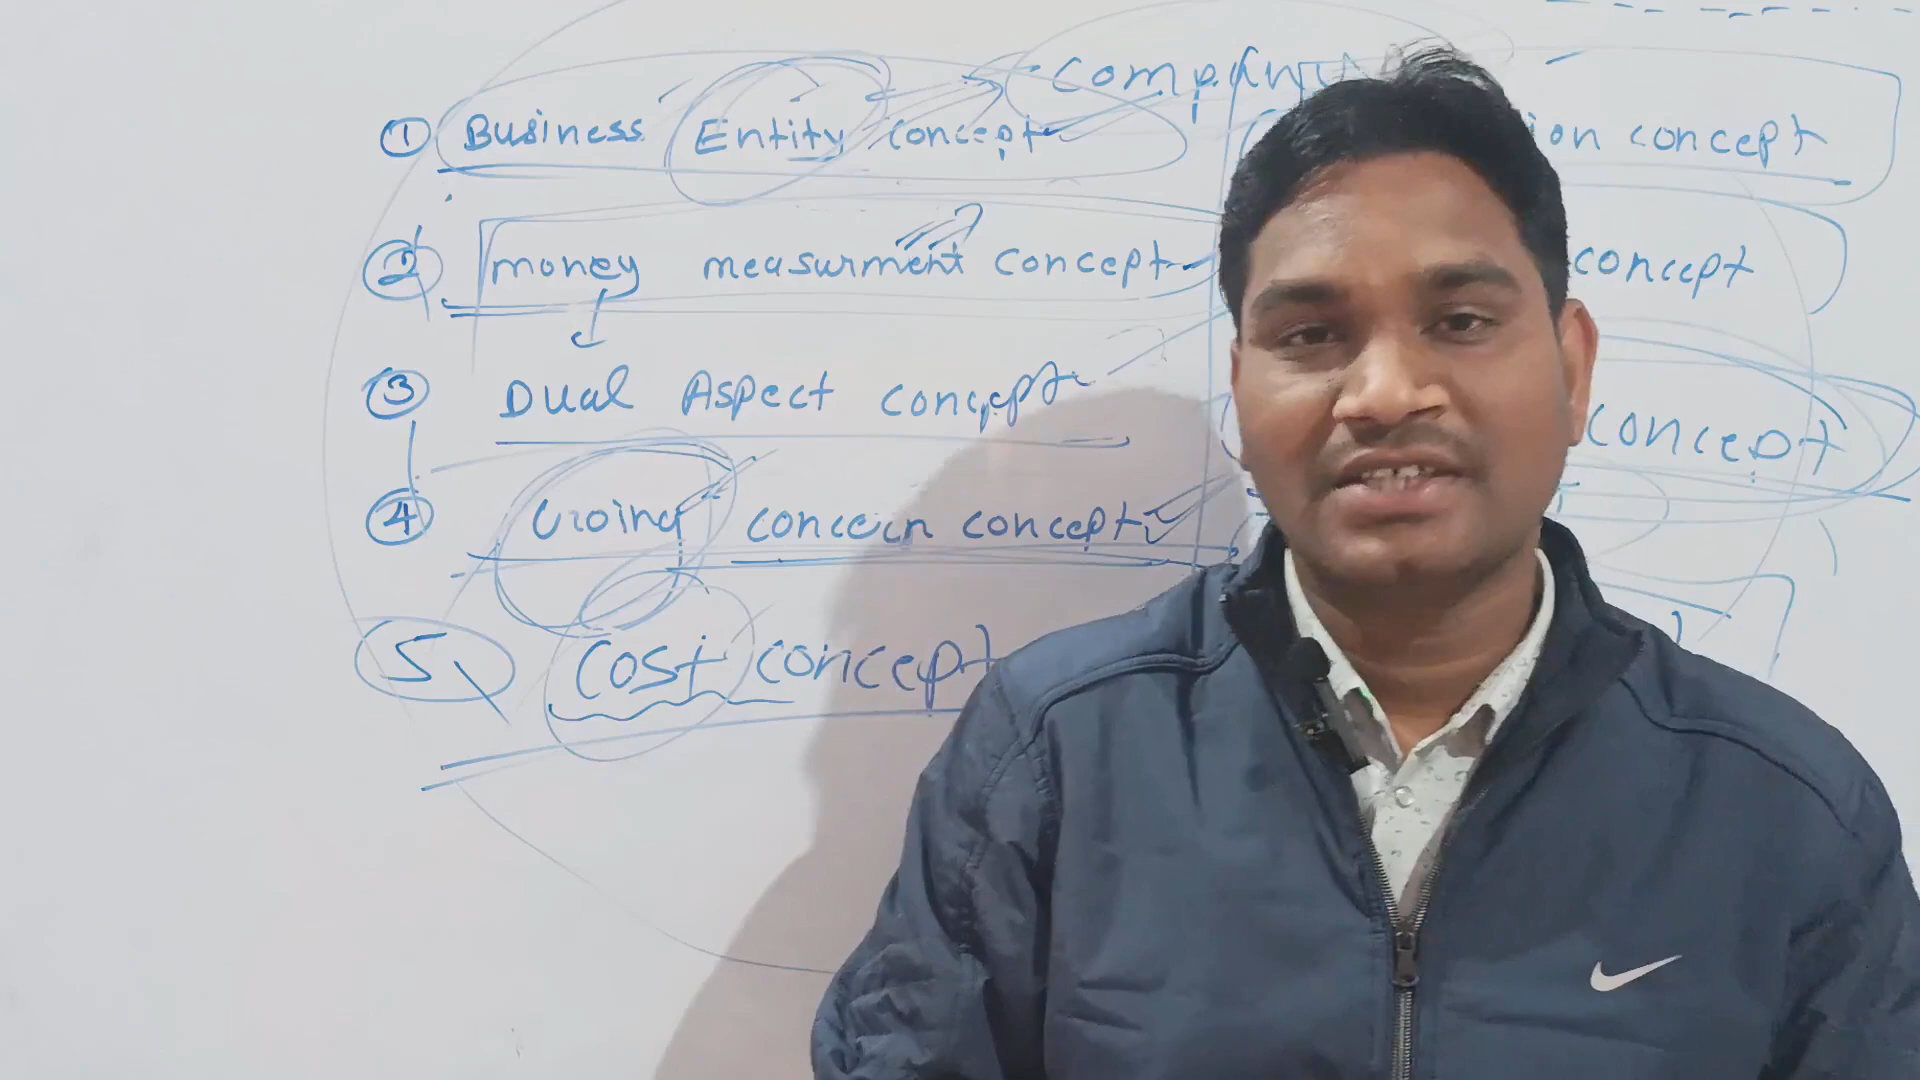 Company
① Business Entity concept
② money measurment concept
③ Dual Aspect concept
④ Going concern concept
5 Cost concept
ion concept
concept
concept